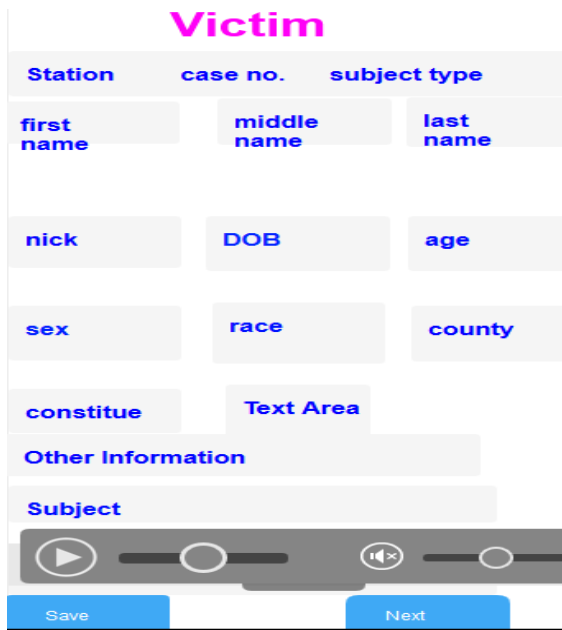 Victim
Station case no. subject type
first name middle name last name
nick DOB age
sex race county
constitue Text Area
Other Information
Subject
Save Next